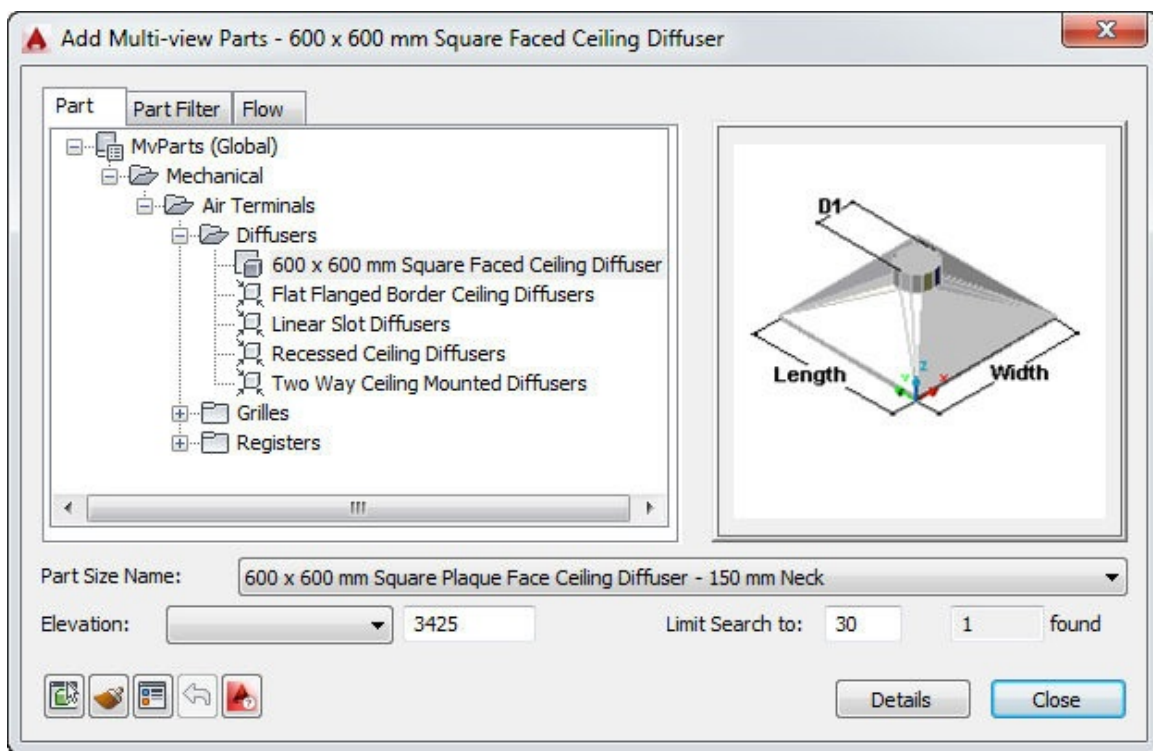 Add Multi-view Parts - 600 x 600 mm Square Faced Ceiling Diffuser
Part Part Filter Flow
MvParts (Global)
Mechanical
Air Terminals
Diffusers
600 x 600 mm Square Faced Ceiling Diffuser
Flat Flanged Border Ceiling Diffusers
Linear Slot Diffusers
Recessed Ceiling Diffusers
Two Way Ceiling Mounted Diffusers
Grilles
Registers
D1
Length
Width
Y Z X
Part Size Name: 600 x 600 mm Square Plaque Face Ceiling Diffuser - 150 mm Neck
Elevation: 3425 Limit Search to: 30 1 found
Details Close